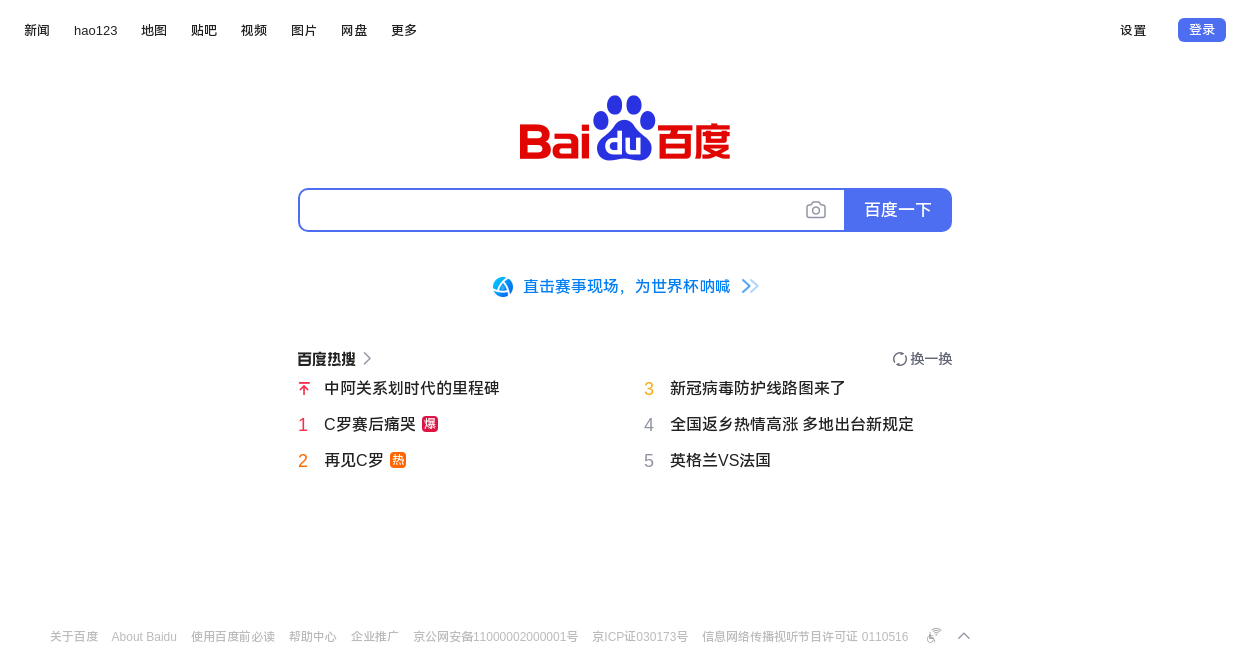 新闻 hao123 地图 贴吧 视频 图片 网盘 更多 设置 登录
Bai du 百度
百度一下
直击赛事现场，为世界杯呐喊
百度热搜 换一换
中阿关系划时代的里程碑
1 C罗赛后痛哭 爆
2 再见C罗 热
3 新冠病毒防护线路图来了
4 全国返乡热情高涨 多地出台新规定
5 英格兰VS法国
关于百度 About Baidu 使用百度前必读 帮助中心 企业推广 京公网安备11000002000001号 京ICP证030173号 信息网络传播视听节目许可证 0110516